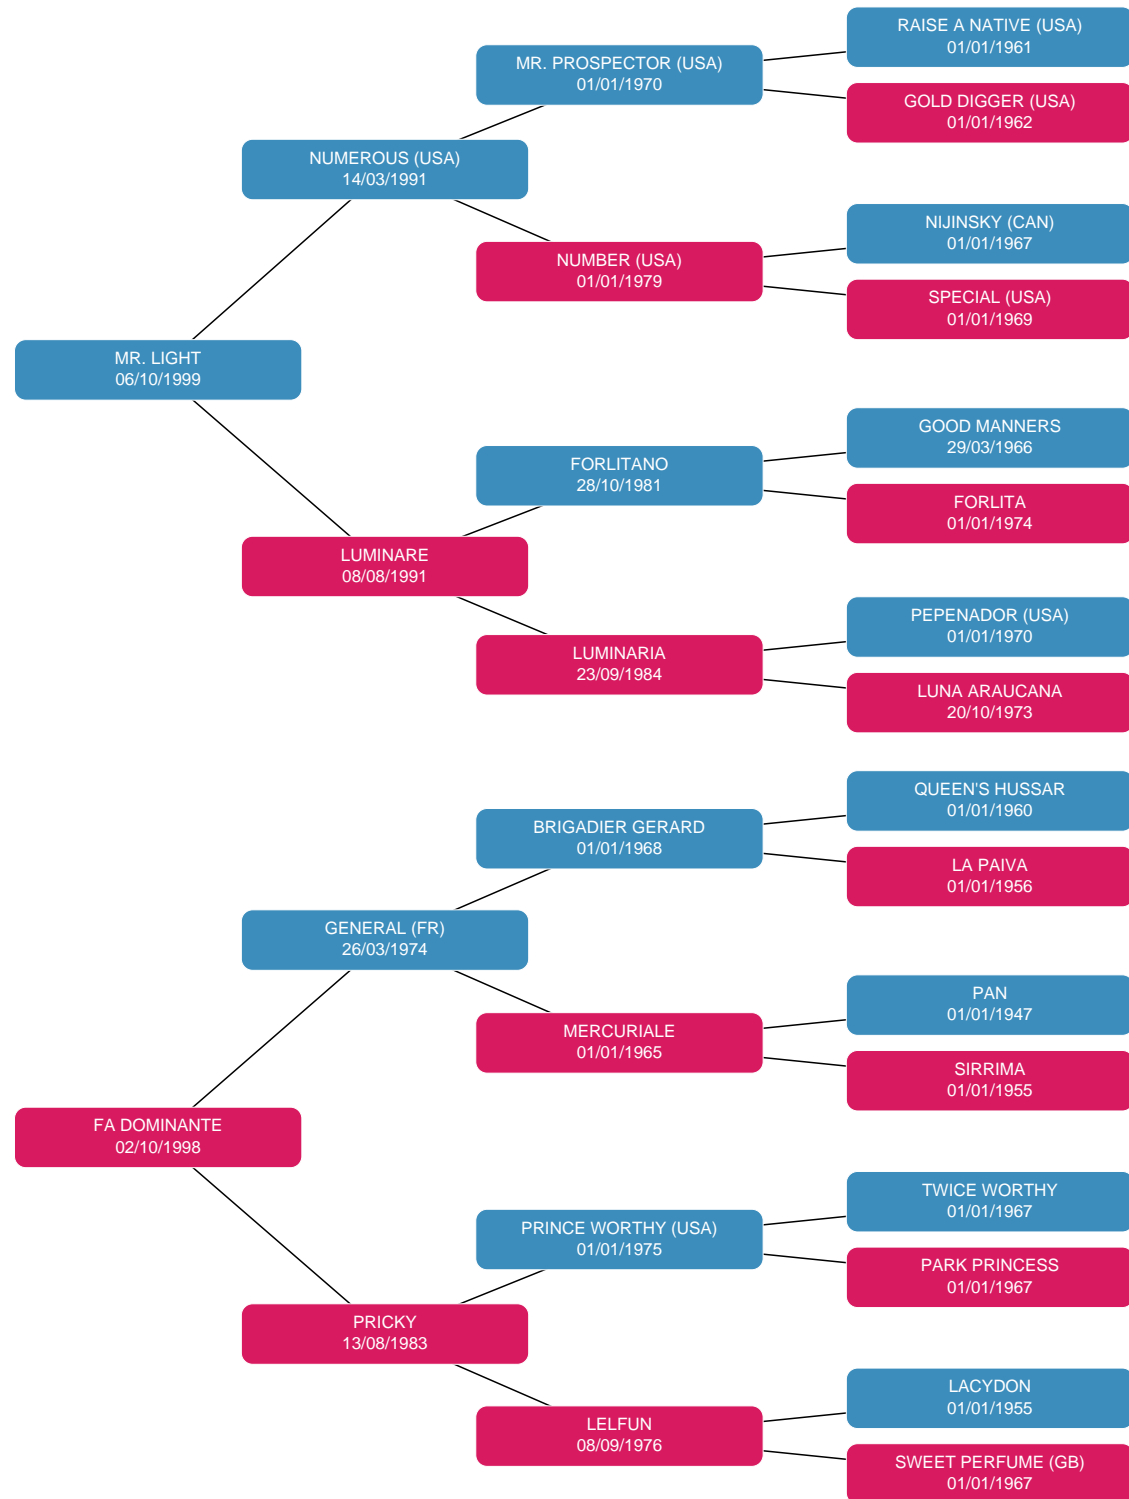 RAISE A NATIVE (USA)
01/01/1961
MR. PROSPECTOR (USA)
01/01/1970
GOLD DIGGER (USA)
01/01/1962
NUMEROUS (USA)
14/03/1991
NIJINSKY (CAN)
01/01/1967
NUMBER (USA)
01/01/1979
SPECIAL (USA)
01/01/1969
MR. LIGHT
06/10/1999
GOOD MANNERS
29/03/1966
FORLITANO
28/10/1981
FORLITA
01/01/1974
LUMINARE
08/08/1991
PEPENADOR (USA)
01/01/1970
LUMINARIA
23/09/1984
LUNA ARAUCANA
20/10/1973
QUEEN'S HUSSAR
01/01/1960
BRIGADIER GERARD
01/01/1968
LA PAIVA
01/01/1956
GENERAL (FR)
26/03/1974
PAN
01/01/1947
MERCURIALE
01/01/1965
SIRRIMA
01/01/1955
FA DOMINANTE
02/10/1998
TWICE WORTHY
01/01/1967
PRINCE WORTHY (USA)
01/01/1975
PARK PRINCESS
01/01/1967
PRICKY
13/08/1983
LACYDON
01/01/1955
LELFUN
08/09/1976
SWEET PERFUME (GB)
01/01/1967